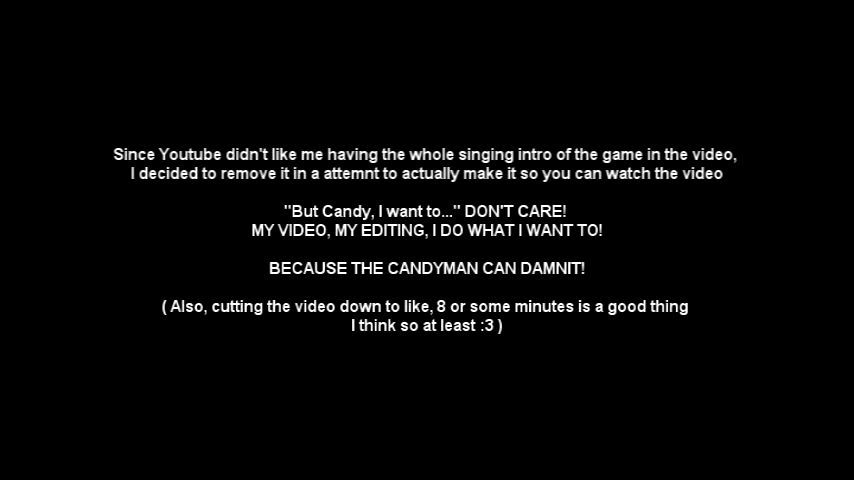 Since Youtube didn't like me having the whole singing intro of the game in the video,
I decided to remove it in a attemnt to actually make it so you can watch the video
"But Candy, I want to..." DON'T CARE!
MY VIDEO, MY EDITING, I DO WHAT I WANT TO!
BECAUSE THE CANDYMAN CAN DAMNIT!
( Also, cutting the video down to like, 8 or some minutes is a good thing
I think so at least :3 )